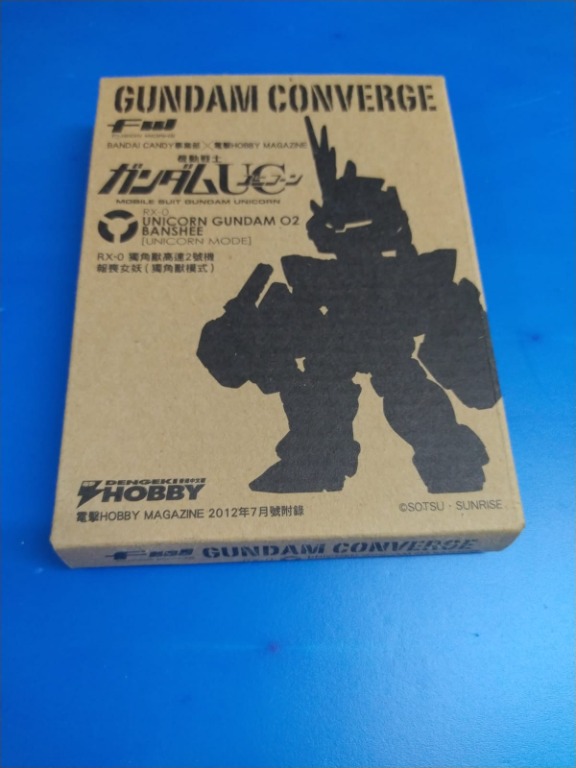 GUNDAM CONVERGE
FW
BANDAI CANDY事業部×電撃HOBBY MAGAZINE
機動戦士
ガンダムUC
ユニコーン
MOBILE SUIT GUNDAM UNICORN
RX-0
UNICORN GUNDAM 02
BANSHEE
[UNICORN MODE]
RX-0 獨角獸高達2號機
報喪女妖(獨角獸模式)
電撃
DENGEKI
HOBBY
電撃HOBBY MAGAZINE 2012年7月號附錄
©SOTSU・SUNRISE
FW GUNDAM CONVERGE